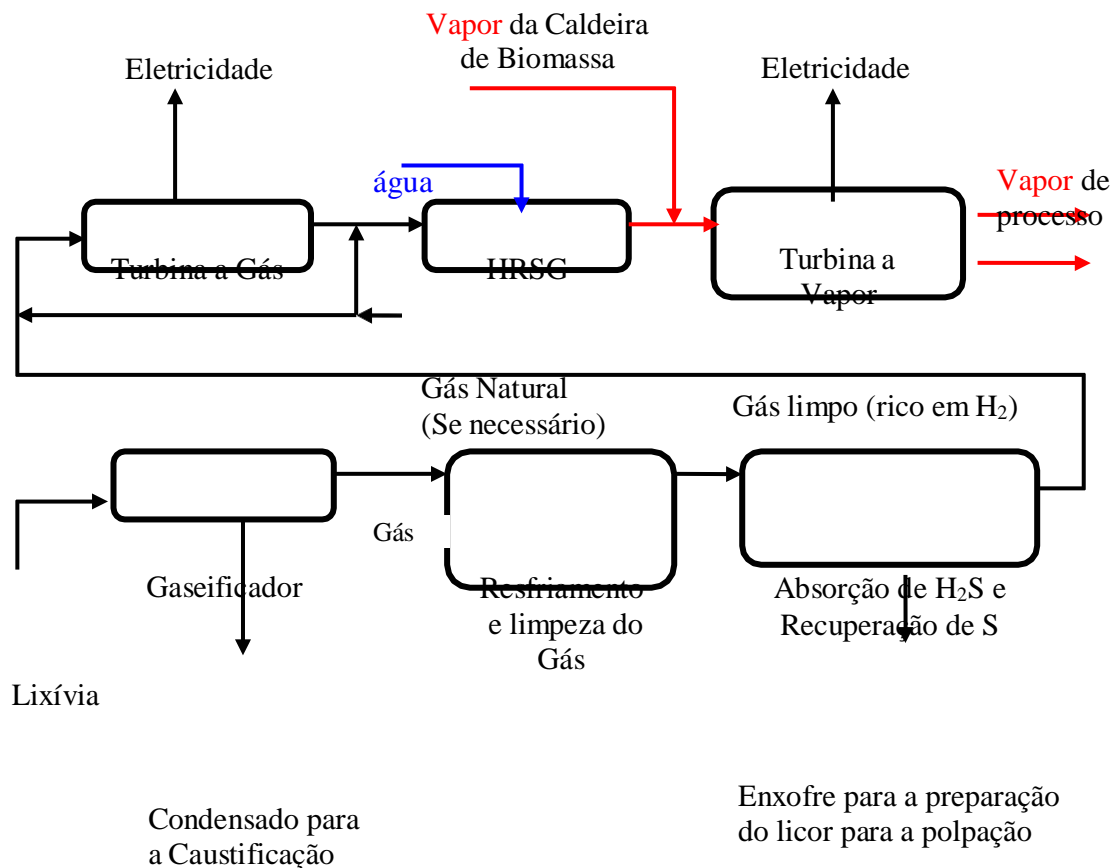 Vapor da Caldeira
de Biomassa
Eletricidade
Eletricidade
água
Vapor de
processo
Turbina a Gás
HRSG
Turbina a
Vapor
Gás Natural
(Se necessário)
Gás limpo (rico em H₂)
Gás
Gaseificador
Resfriamento
e limpeza do
Gás
Absorção de H₂S e
Recuperação de S
Lixívia
Condensado para
a Caustificação
Enxofre para a preparação
do licor para a polpação